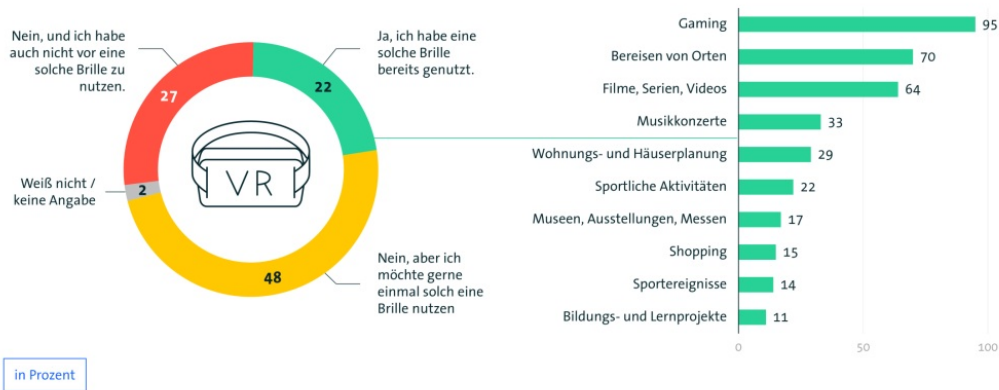 Nein, und ich habe
auch nicht vor eine
solche Brille zu
nutzen.
27
Ja, ich habe eine
solche Brille
bereits genutzt.
22
Weiß nicht /
keine Angabe
2
VR
48
Nein, aber ich
möchte gerne
einmal solch eine
Brille nutzen
in Prozent
Gaming 95
Bereisen von Orten 70
Filme, Serien, Videos 64
Musikkonzerte 33
Wohnungs- und Häuserplanung 29
Sportliche Aktivitäten 22
Museen, Ausstellungen, Messen 17
Shopping 15
Sportereignisse 14
Bildungs- und Lernprojekte 11
0 50 100